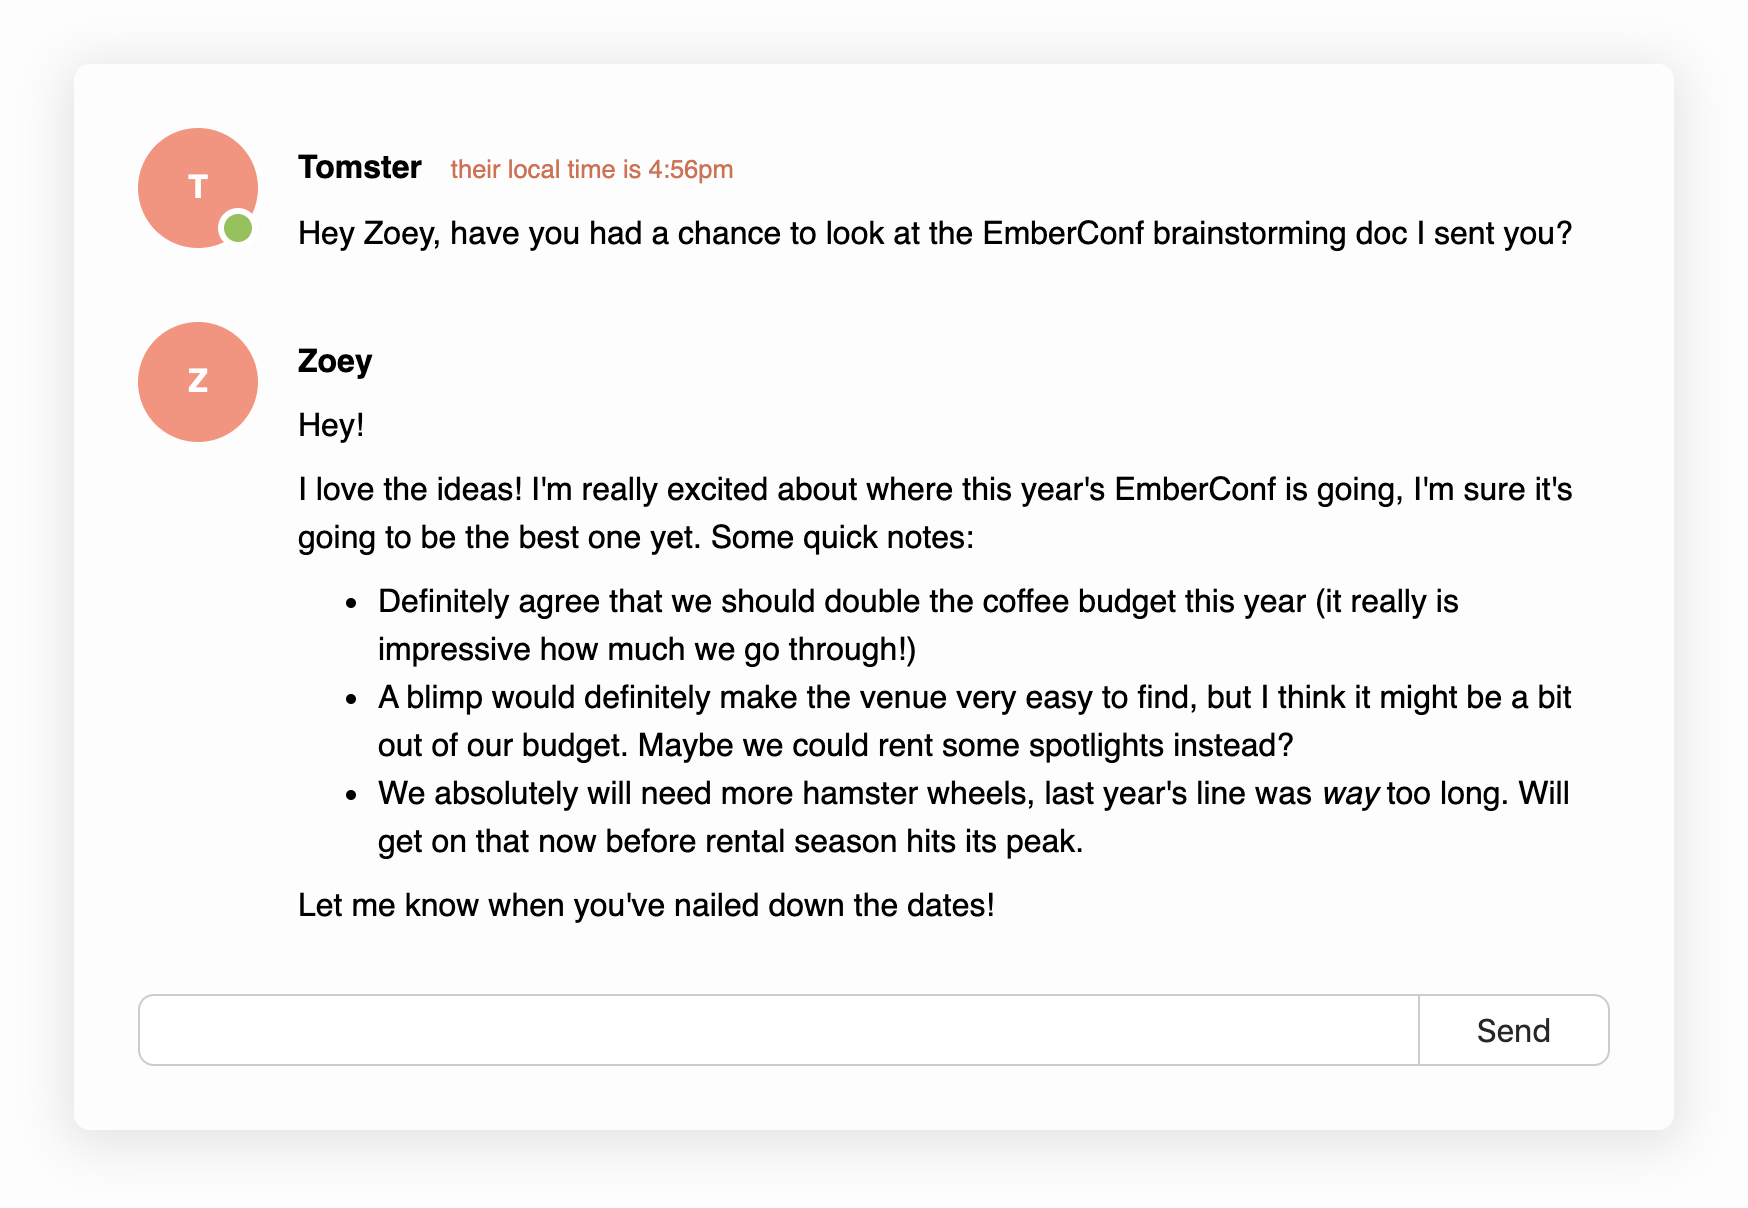 T
Tomster their local time is 4:56pm
Hey Zoey, have you had a chance to look at the EmberConf brainstorming doc I sent you?
Z
Zoey
Hey!
I love the ideas! I'm really excited about where this year's EmberConf is going, I'm sure it's
going to be the best one yet. Some quick notes:
• Definitely agree that we should double the coffee budget this year (it really is
impressive how much we go through!)
• A blimp would definitely make the venue very easy to find, but I think it might be a bit
out of our budget. Maybe we could rent some spotlights instead?
• We absolutely will need more hamster wheels, last year's line was way too long. Will
get on that now before rental season hits its peak.
Let me know when you've nailed down the dates!
Send